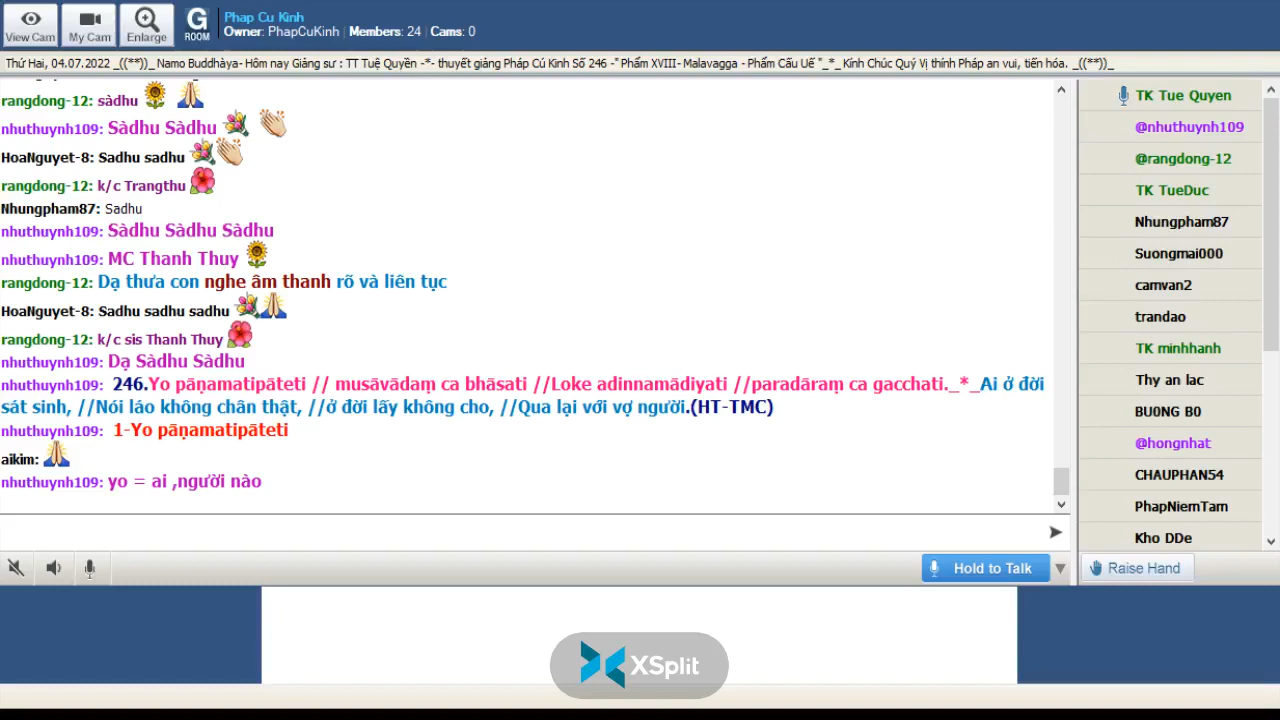 View Cam
My Cam
Enlarge
G
ROOM
Phap Cu Kinh
Owner: PhapCuKinh | Members: 24 | Cams: 0
Thứ Hai, 04.07.2022 _((**))_ Namo Buddhàya- Hôm nay Giảng sư : TT Tuệ Quyền -*- thuyết giảng Pháp Cú Kinh Số 246 -" Phẩm XVIII- Malavagga - Phẩm Cấu Uế "_*_ Kính Chúc Quý Vị thính Pháp an vui, tiến hóa. _((**)_
rangdong-12: sàdhu
nhuthuynh109: Sàdhu Sàdhu
HoaNguyet-8: Sadhu sadhu
rangdong-12: k/c Trangthu
Nhungpham87: Sadhu
nhuthuynh109: Sàdhu Sàdhu Sàdhu
nhuthuynh109: MC Thanh Thuy
rangdong-12: Dạ thưa con nghe âm thanh rõ và liên tục
HoaNguyet-8: Sadhu sadhu sadhu
rangdong-12: k/c sis Thanh Thuy
nhuthuynh109: Dạ Sàdhu Sàdhu
nhuthuynh109: 246.Yo pāṇamatipāteti // musāvādaṃ ca bhāsati //Loke adinnamādiyati //paradāraṃ ca gacchati._*_Ai ở đời
sát sinh, //Nói láo không chân thật, //ở đời lấy không cho, //Qua lại với vợ người.(HT-TMC)
nhuthuynh109: 1-Yo pāṇamatipāteti
aikim:
nhuthuynh109: yo = ai ,người nào
TK Tue Quyen
@nhuthuynh109
@rangdong-12
TK TueDuc
Nhungpham87
Suongmai000
camvan2
trandao
TK minhhanh
Thy an lac
BU0NG B0
@hongnhat
CHAUPHAN54
PhapNiemTam
Kho DDe
Hold to Talk
Raise Hand
XSplit